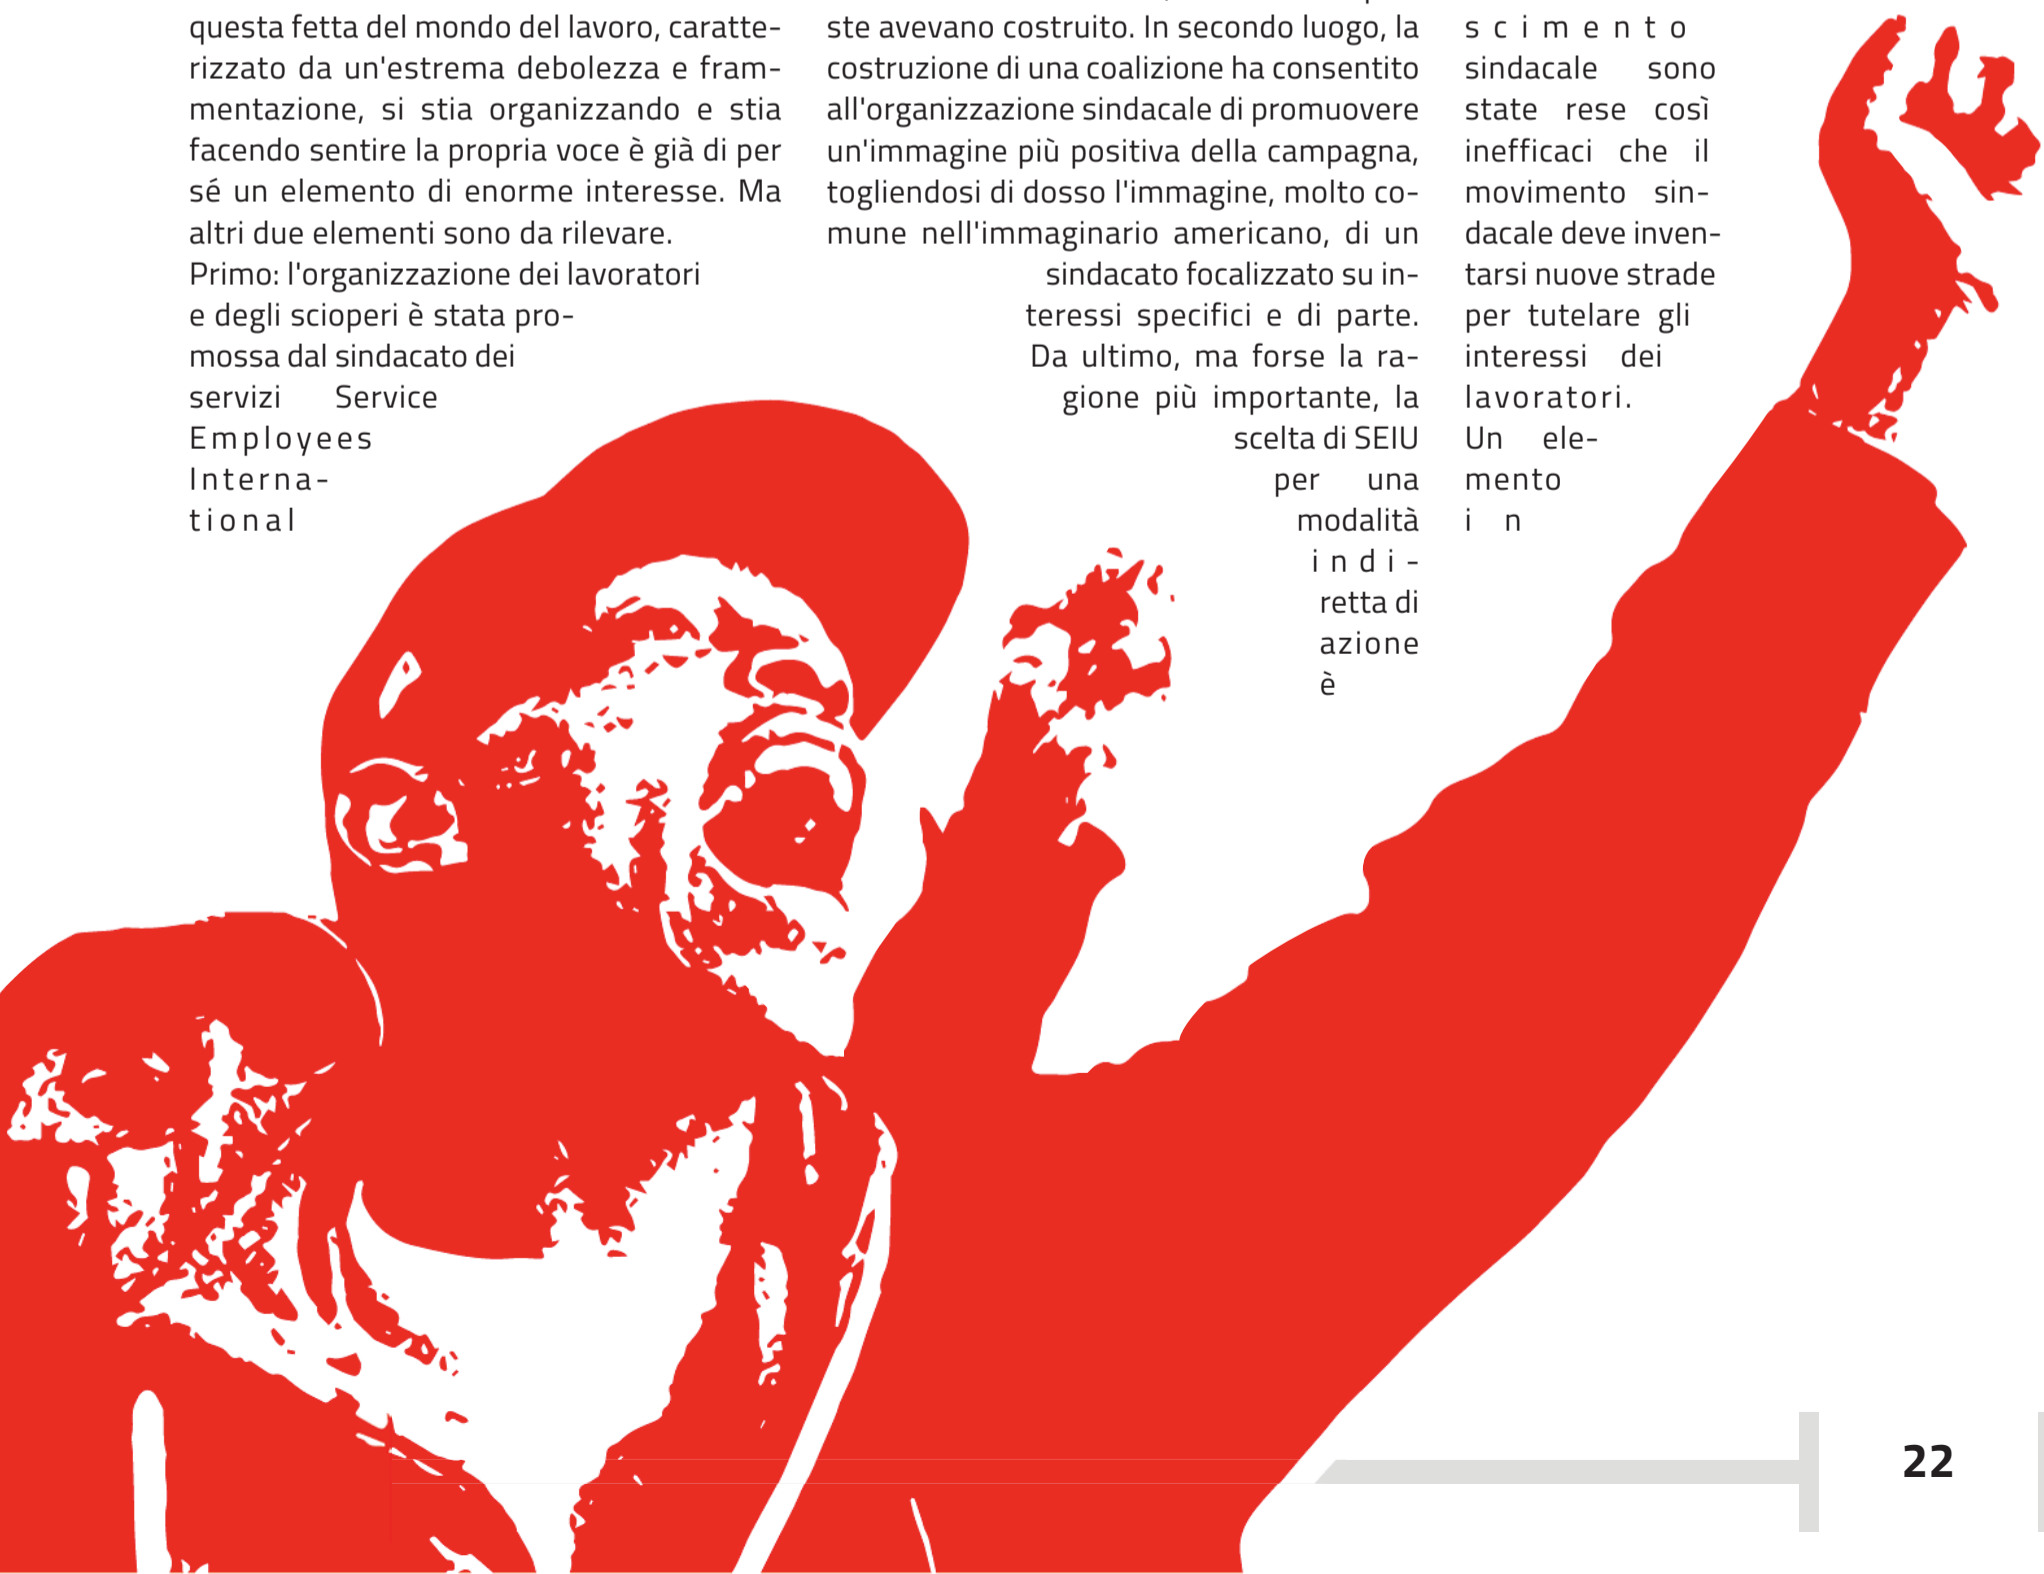 questa fetta del mondo del lavoro, caratte-
rizzato da un'estrema debolezza e fram-
mentazione, si stia organizzando e stia
facendo sentire la propria voce è già di per
sé un elemento di enorme interesse. Ma
altri due elementi sono da rilevare.
Primo: l'organizzazione dei lavoratori
e degli scioperi è stata pro-
mossa dal sindacato dei
servizi Service
Employees
Interna-
tional
ste avevano costruito. In secondo luogo, la
costruzione di una coalizione ha consentito
all'organizzazione sindacale di promuovere
un'immagine più positiva della campagna,
togliendosi di dosso l'immagine, molto co-
mune nell'immaginario americano, di un
sindacato focalizzato su in-
teressi specifici e di parte.
Da ultimo, ma forse la ra-
gione più importante, la
scelta di SEIU
per una
modalità
indi-
retta di
azione
è
scimento
sindacale sono
state rese così
inefficaci che il
movimento sin-
dacale deve inven-
tarsi nuove strade
per tutelare gli
interessi dei
lavoratori.
Un ele-
mento
in
22